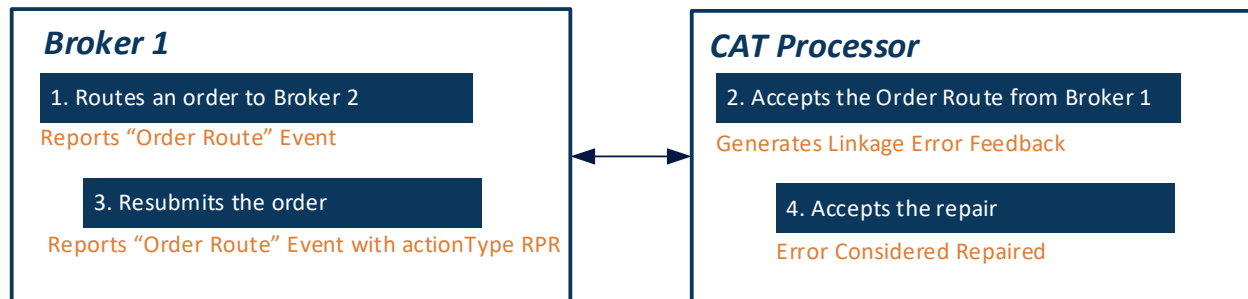 Broker 1
1. Routes an order to Broker 2
Reports “Order Route” Event
3. Resubmits the order
Reports “Order Route” Event with actionType RPR
CAT Processor
2. Accepts the Order Route from Broker 1
Generates Linkage Error Feedback
4. Accepts the repair
Error Considered Repaired